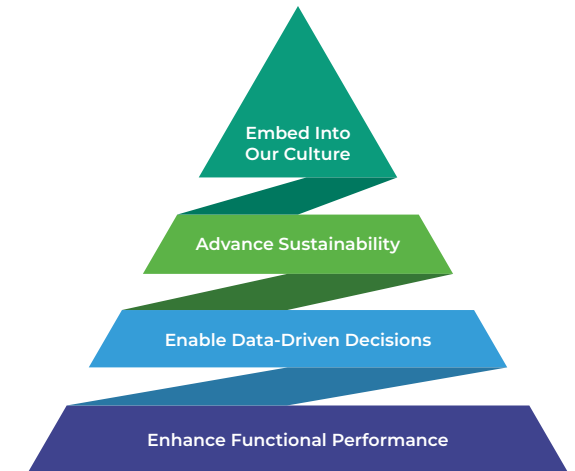 Embed Into
Our Culture
Advance Sustainability
Enable Data-Driven Decisions
Enhance Functional Performance